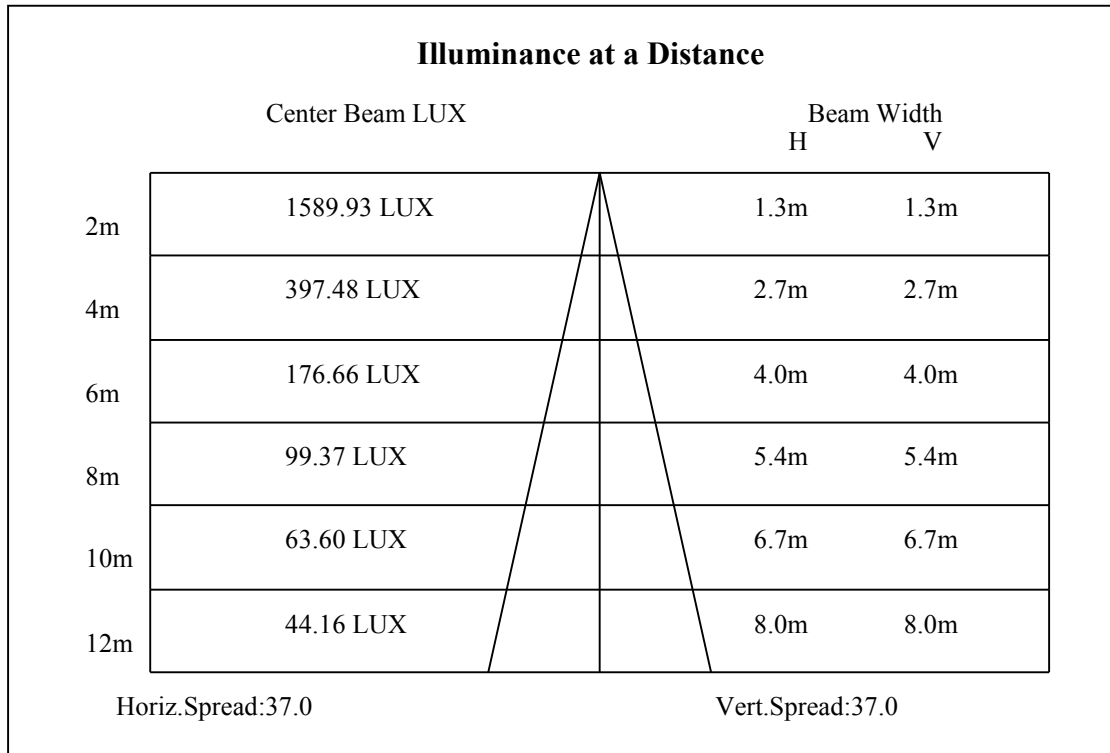 Illuminance at a Distance
Center Beam LUX Beam Width
H V
2m 1589.93 LUX 1.3m 1.3m
4m 397.48 LUX 2.7m 2.7m
6m 176.66 LUX 4.0m 4.0m
8m 99.37 LUX 5.4m 5.4m
10m 63.60 LUX 6.7m 6.7m
12m 44.16 LUX 8.0m 8.0m
Horiz.Spread:37.0 Vert.Spread:37.0